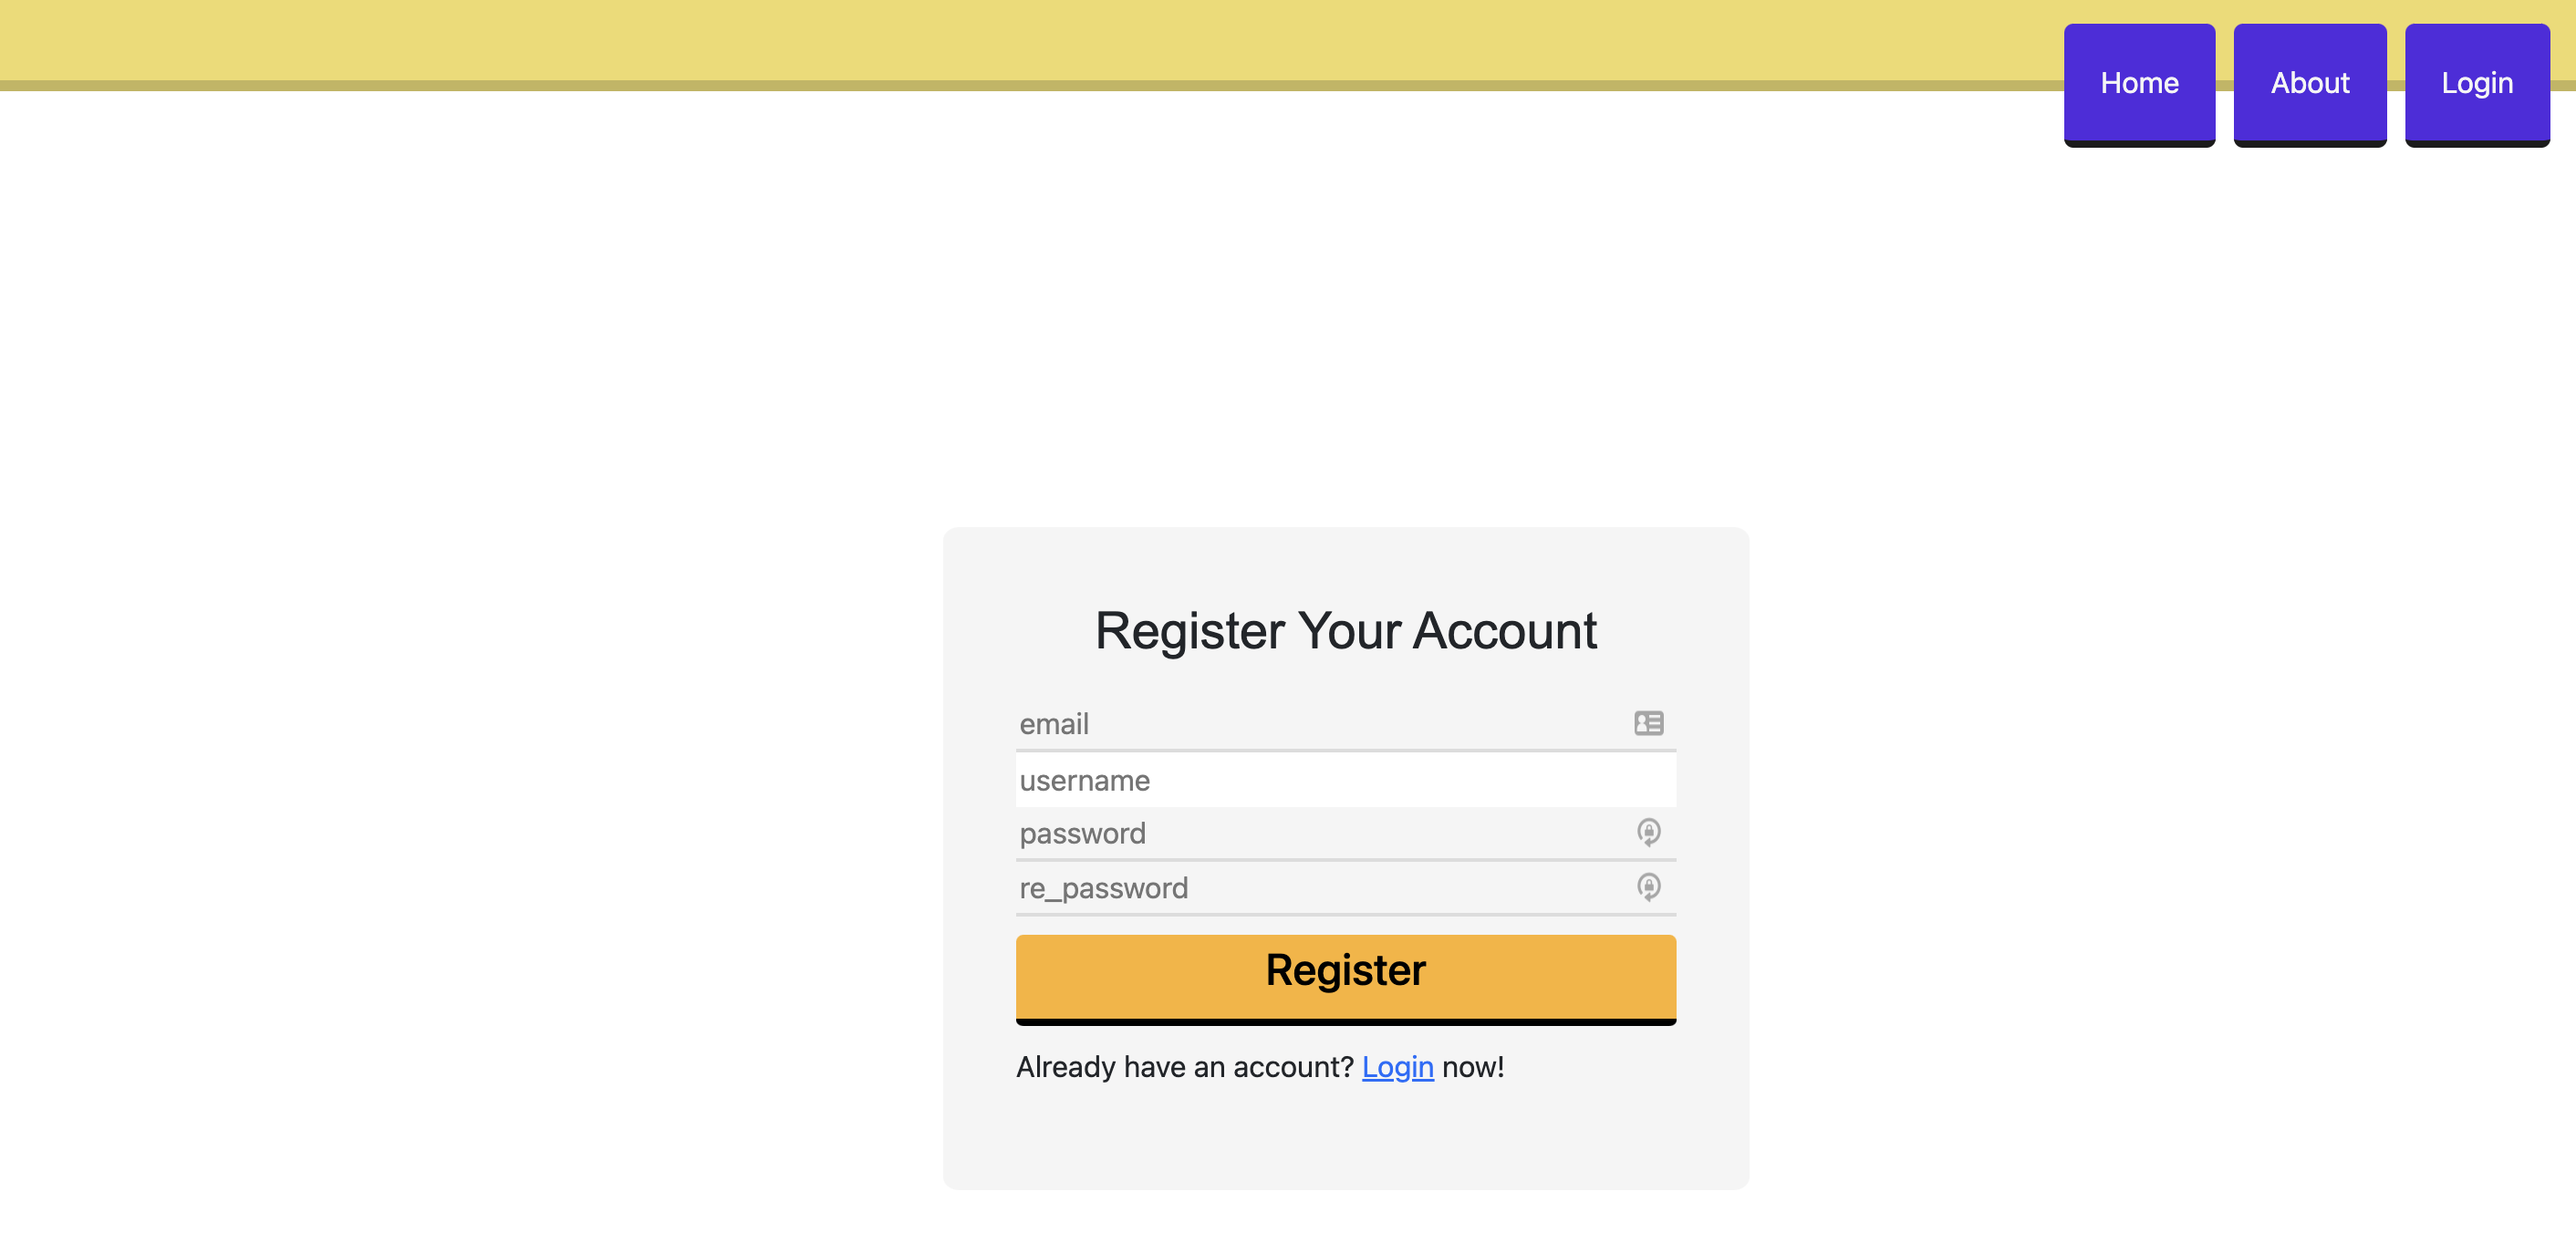 Home About Login
Register Your Account
email
username
password
re_password
Register
Already have an account? Login now!